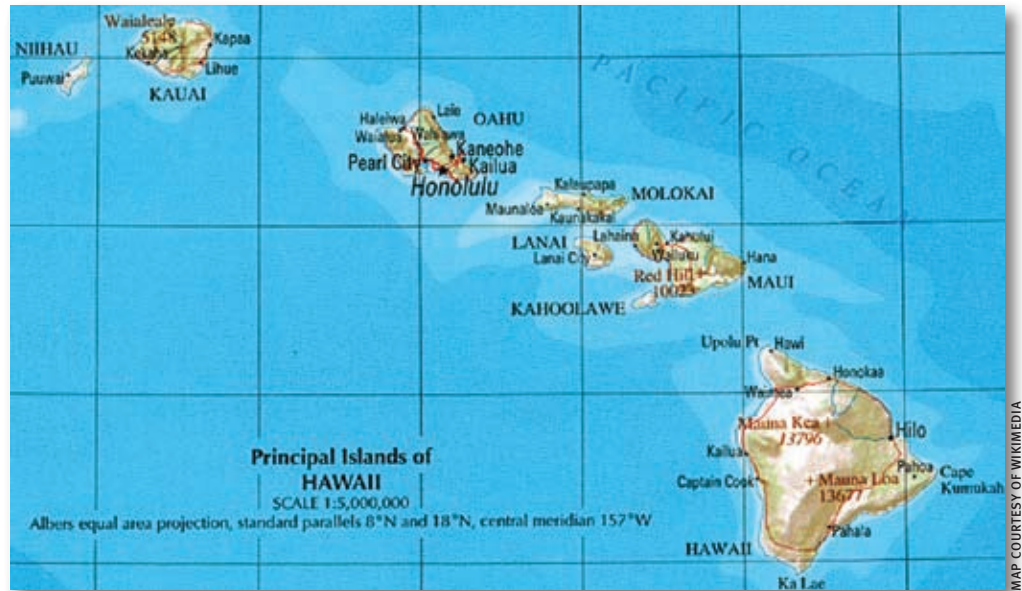 Waialeale
5148
NIIHAU
Kekaha
Kapaa
Puuwai
Lihue
KAUAI
PACIFIC OCEAN
Haleiwa
Laie
OAHU
Waialua
Wahiawa
Kaneohe
Pearl City
Kailua
Honolulu
Kalaupapa
MOLOKAI
Maunaloa
Kaunakakai
LANAI
Lahaina
Kahului
Lanai City
Wailuku
Hana
Red Hill
10023
MAUI
KAHOOLAWE
Upolu Pt
Hawi
Honokaa
Waimea
Mauna Kea
13796
Hilo
Kailua
Pahoa
Cape
Kumukah
Captain Cook
Mauna Loa
13677
Pahala
HAWAII
Ka Lae
Principal Islands of
HAWAII
SCALE 1:5,000,000
Albers equal area projection, standard parallels 8°N and 18°N, central meridian 157°W
MAP COURTESY OF WIKIMEDIA